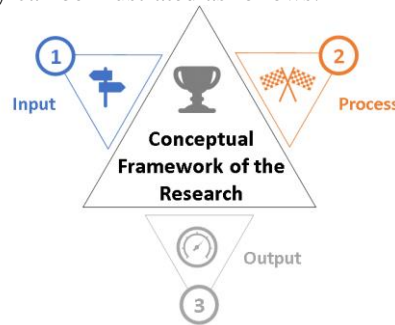 1
2
Input
Process
Conceptual
Framework of the
Research
Output
3